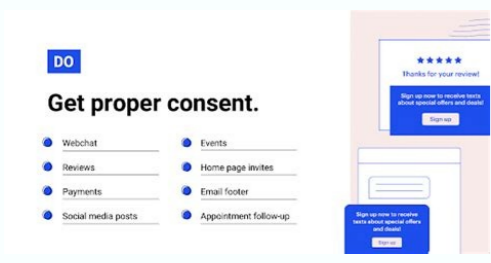 DO
Get proper consent.
Webchat
Reviews
Payments
Social media posts
Events
Home page invites
Email footer
Appointment follow-up
Thanks for your review!
Sign up now to receive texts
about special offers and deals!
Sign up
Sign up now to receive
texts about special offers
and deals!
Sign up